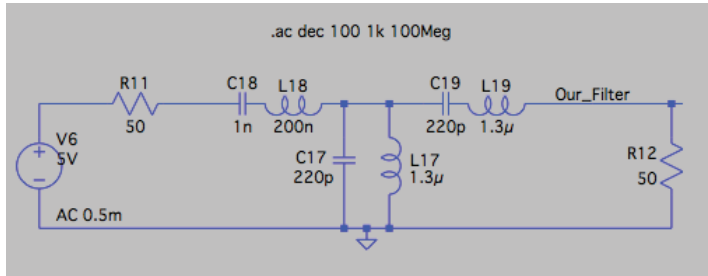 .ac dec 100 1k 100Meg
R11
50
C18
1n
L18
200n
C19
220p
L19
1.3µ
Our_Filter
V6
5V
AC 0.5m
C17
220p
L17
1.3µ
R12
50